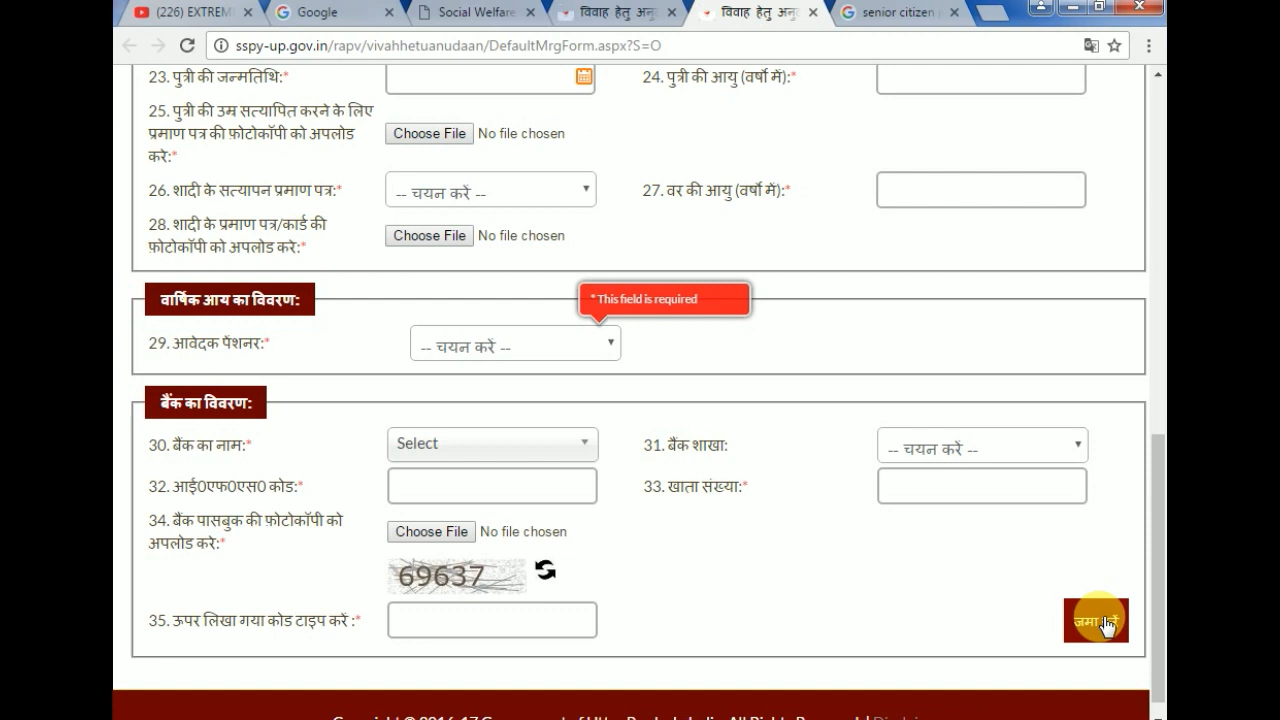 (226) EXTREM
Google
Social Welfare
विवाह हेतु अनु
विवाह हेतु अनु
senior citizen
sspy-up.gov.in/rapv/vivahhetuanudaan/DefaultMrgForm.aspx?S=O
23. पुत्री की जन्मतिथि:*
24. पुत्री की आयु (वर्षो में):*
25. पुत्री की उम्र सत्यापित करने के लिए
प्रमाण पत्र की फ़ोटोकॉपी को अपलोड
करे:*
Choose File No file chosen
26. शादी के सत्यापन प्रमाण पत्र:*
-- चयन करें --
27. वर की आयु (वर्षो में):*
28. शादी के प्रमाण पत्र/कार्ड की
फ़ोटोकॉपी को अपलोड करे:*
Choose File No file chosen
वार्षिक आय का विवरण:
* This field is required
29. आवेदक पेंशनर:*
-- चयन करें --
बैंक का विवरण:
30. बैंक का नाम:*
Select
31. बैंक शाखा:
-- चयन करें --
32. आई0एफ0एस0 कोड:*
33. खाता संख्या:*
34. बैंक पासबुक की फ़ोटोकॉपी को
अपलोड करे:*
Choose File No file chosen
69637
35. ऊपर लिखा गया कोड टाइप करें :*
जमा करें